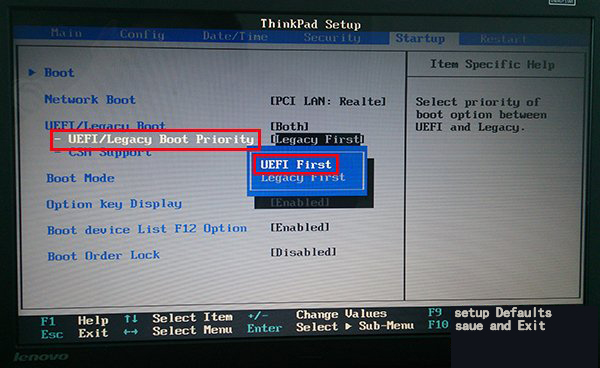 ThinkPad Setup
Main Config Date/Time Security Startup Restart
Item Specific Help
Boot
Network Boot [PCI LAN: Realte]
UEFI/Legacy Boot [Both]
- UEFI/Legacy Boot Priority [Legacy First]
- CSM Support
UEFI First
Legacy First
Boot Mode
Option key Display [Enabled]
Boot device List F12 Option [Enabled]
Boot Order Lock [Disabled]
Select priority of
boot option between
UEFI and Legacy.
F1 Help ↑↓ Select Item +/- Change Values F9 setup Defaults
Esc Exit ↔ Select Menu Enter Select ▶ Sub-Menu F10 saue and Exit
lenovo